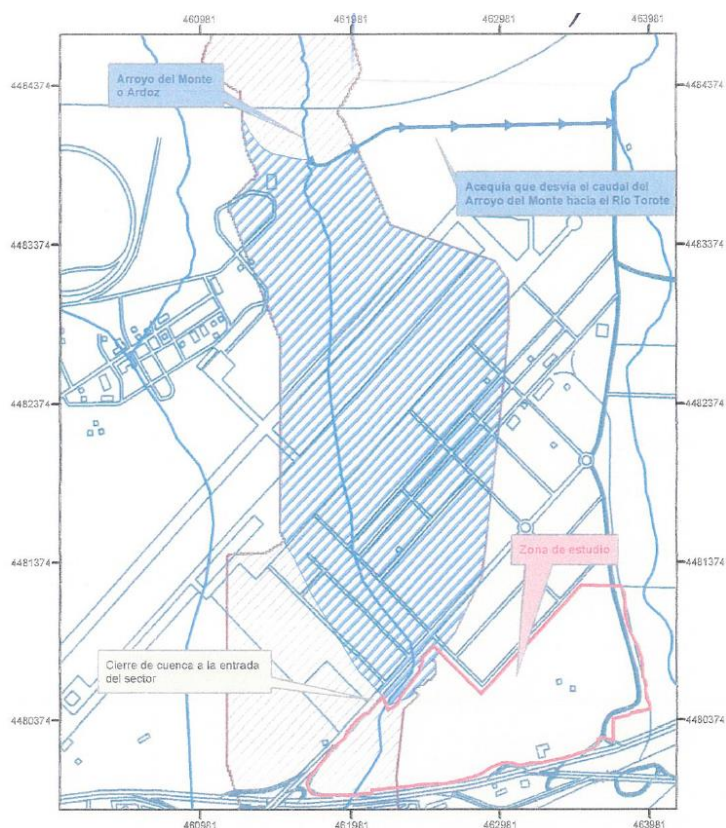 460981 461981 462981 463981
4484374 4484374
Arroyo del Monte
o Ardoz
Acequia que desvía el caudal del
Arroyo del Monte hacia el Río Torote
4483374 4483374
4482374 4482374
4481374 4481374
Zona de estudio
Cierre de cuenca a la entrada
del sector
4480374 4480374
460981 461981 462981 463981